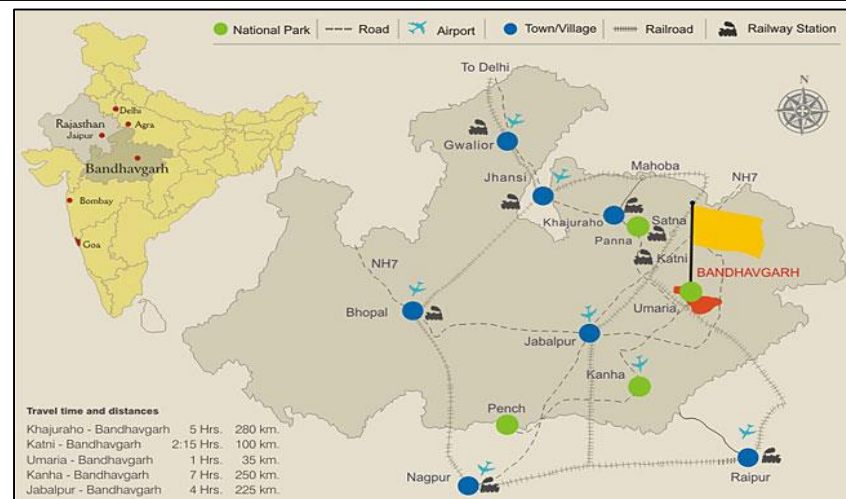 National Park
Road
Airport
Town/Village
Railroad
Railway Station
Delhi
Rajasthan
Jaipur
Agra
Bandhavgarh
Bombay
Goa
To Delhi
N
Gwalior
Jhansi
Mahoba
NH7
Khajuraho
Satna
Panna
Katni
BANDHAVGARH
NH7
Bhopal
Umaria
Jabalpur
Kanha
Pench
Nagpur
Raipur
Travel time and distances
Khajuraho - Bandhavgarh 5 Hrs. 280 km.
Katni - Bandhavgarh 2:15 Hrs. 100 km.
Umaria - Bandhavgarh 1 Hrs. 35 km.
Kanha - Bandhavgarh 7 Hrs. 250 km.
Jabalpur - Bandhavgarh 4 Hrs. 225 km.